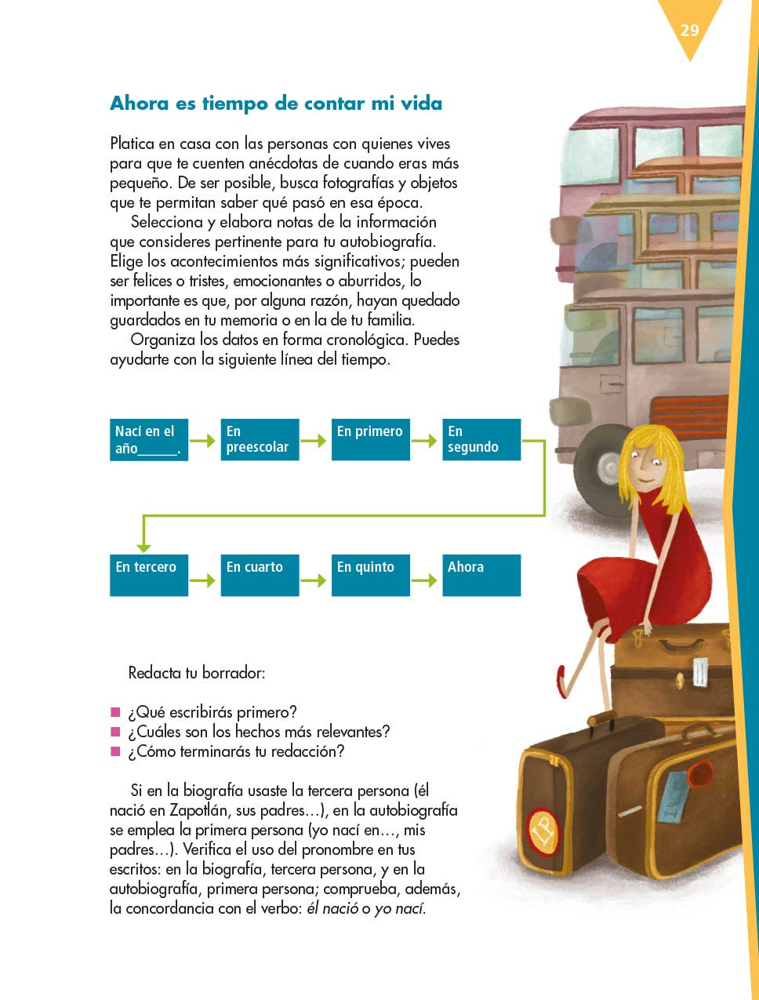 29
Ahora es tiempo de contar mi vida
Platica en casa con las personas con quienes vives
para que te cuenten anécdotas de cuando eras más
pequeño. De ser posible, busca fotografías y objetos
que te permitan saber qué pasó en esa época.
Selecciona y elabora notas de la información
que consideres pertinente para tu autobiografía.
Elige los acontecimientos más significativos; pueden
ser felices o tristes, emocionantes o aburridos, lo
importante es que, por alguna razón, hayan quedado
guardados en tu memoria o en la de tu familia.
Organiza los datos en forma cronológica. Puedes
ayudarte con la siguiente línea del tiempo.
Nací en el
año______.
En
preescolar
En primero
En
segundo
En tercero
En cuarto
En quinto
Ahora
Redacta tu borrador:
■ ¿Qué escribirás primero?
■ ¿Cuáles son los hechos más relevantes?
■ ¿Cómo terminarás tu redacción?
Si en la biografía usaste la tercera persona (él
nació en Zapotlán, sus padres…), en la autobiografía
se emplea la primera persona (yo nací en…, mis
padres…). Verifica el uso del pronombre en tus
escritos: en la biografía, tercera persona, y en la
autobiografía, primera persona; comprueba, además,
la concordancia con el verbo: él nació o yo nací.